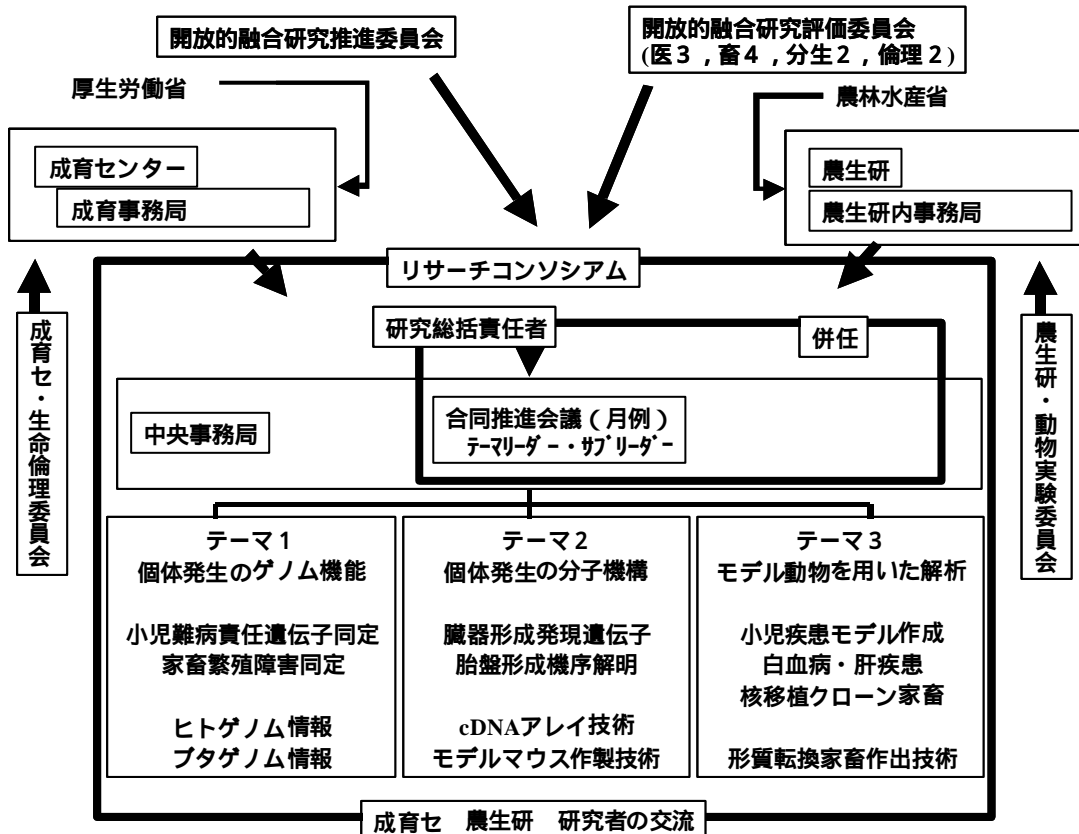 開放的融合研究推進委員会
開放的融合研究評価委員会
(医3，畜4，分生2，倫理2)
厚生労働省
農林水産省
成育センター
成育事務局
農生研
農生研内事務局
リサーチコンソシアム
研究総括責任者
併任
成育セ・生命倫理委員会
農生研・動物実験委員会
中央事務局
合同推進会議（月例）
ﾃｰﾏﾘｰﾀﾞｰ・ｻﾌﾞﾘｰﾀﾞｰ
テーマ1
個体発生のゲノム機能
小児難病責任遺伝子同定
家畜繁殖障害同定
ヒトゲノム情報
ブタゲノム情報
テーマ2
個体発生の分子機構
臓器形成発現遺伝子
胎盤形成機序解明
cDNAアレイ技術
モデルマウス作製技術
テーマ3
モデル動物を用いた解析
小児疾患モデル作成
白血病・肝疾患
核移植クローン家畜
形質転換家畜作出技術
成育セ　農生研　研究者の交流